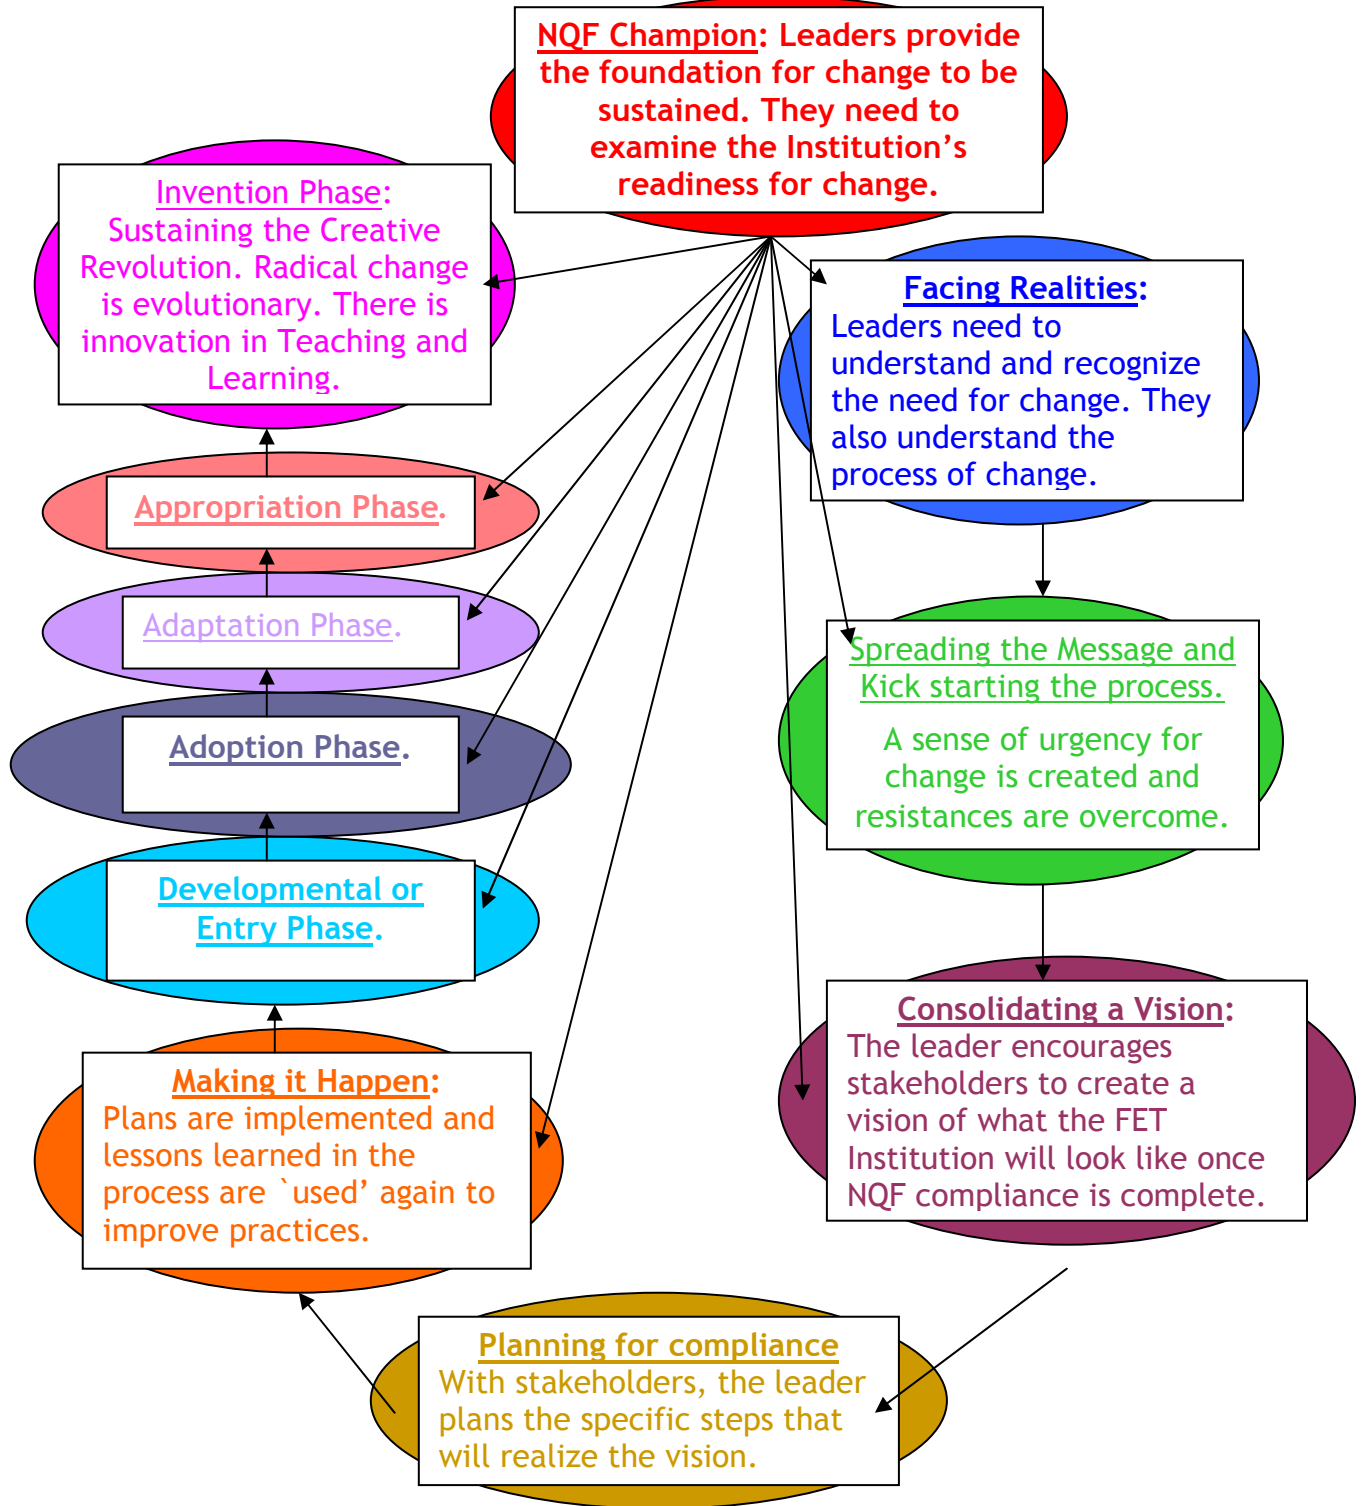 NQF Champion: Leaders provide
the foundation for change to be
sustained. They need to
examine the Institution's
readiness for change.
Invention Phase:
Sustaining the Creative
Revolution. Radical change
is evolutionary. There is
innovation in Teaching and
Learning.
Facing Realities:
Leaders need to
understand and recognize
the need for change. They
also understand the
process of change.
Appropriation Phase.
Adaptation Phase.
Spreading the Message and
Kick starting the process.
A sense of urgency for
change is created and
resistances are overcome.
Adoption Phase.
Developmental or
Entry Phase.
Consolidating a Vision:
The leader encourages
stakeholders to create a
vision of what the FET
Institution will look like once
NQF compliance is complete.
Making it Happen:
Plans are implemented and
lessons learned in the
process are `used’ again to
improve practices.
Planning for compliance
With stakeholders, the leader
plans the specific steps that
will realize the vision.